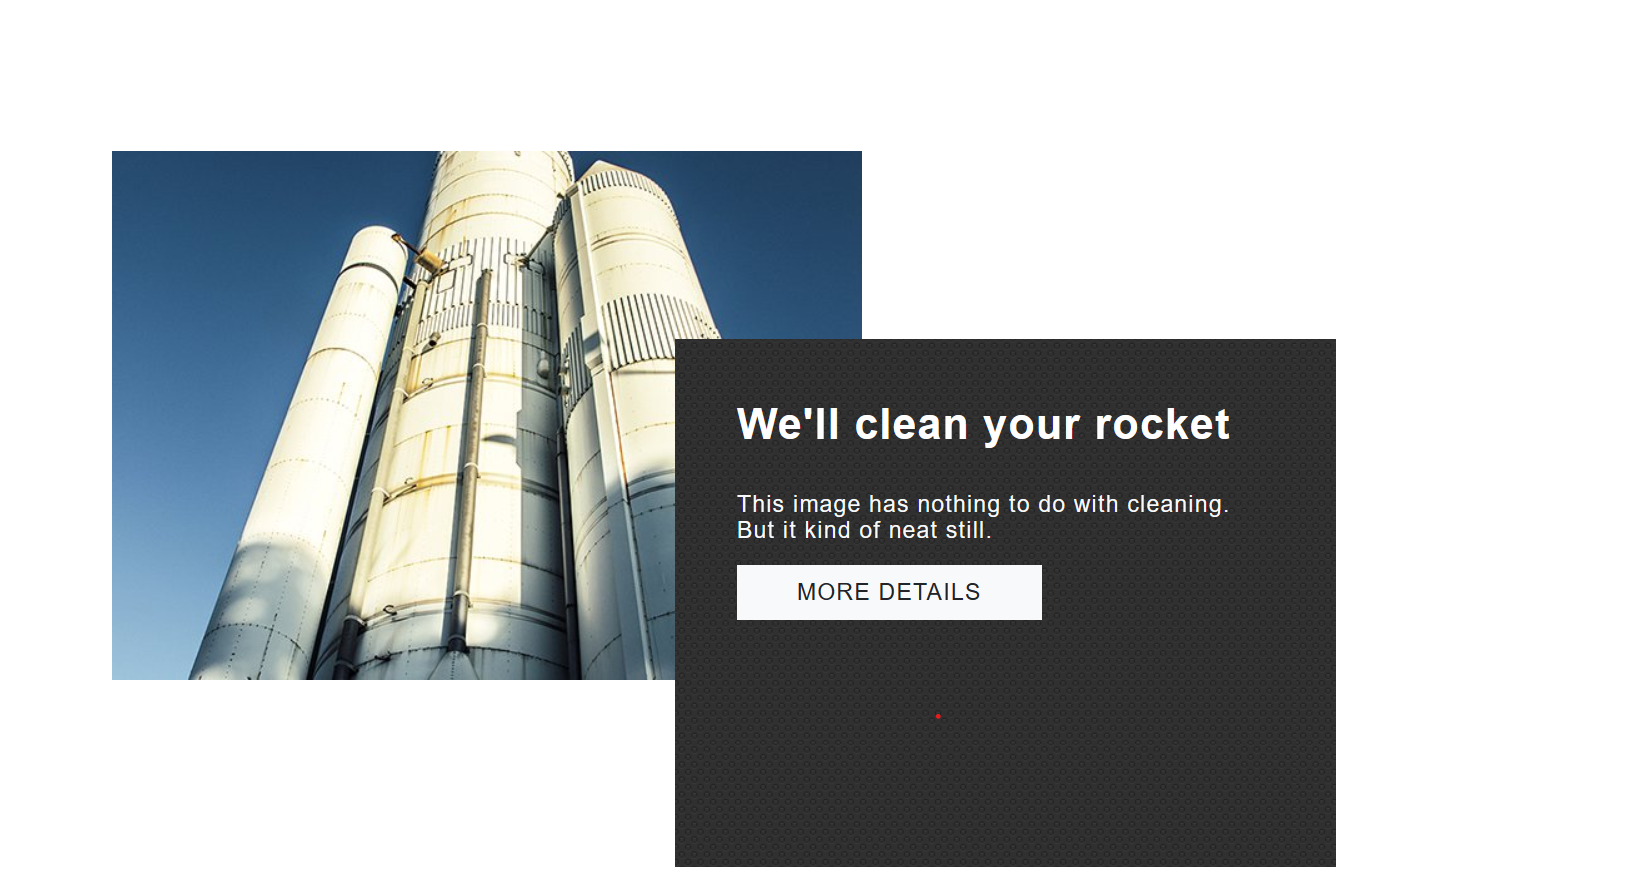 We'll clean your rocket
This image has nothing to do with cleaning.
But it kind of neat still.
MORE DETAILS